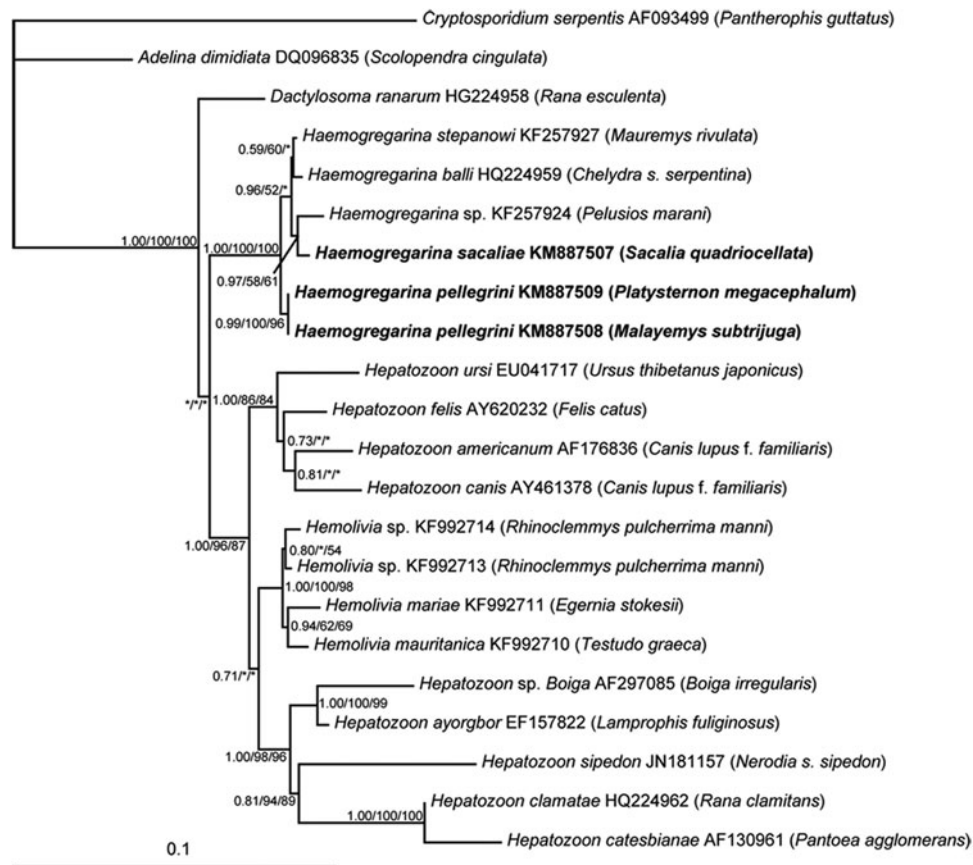 Cryptosporidium serpentis AF093499 (Pantherophis guttatus)
Adelina dimidiata DQ096835 (Scolopendra cingulata)
Dactylosoma ranarum HG224958 (Rana esculenta)
Haemogregarina stepanowi KF257927 (Mauremys rivulata)
0.59/60/*
Haemogregarina balli HQ224959 (Chelydra s. serpentina)
0.96/52/*
Haemogregarina sp. KF257924 (Pelusios marani)
1.00/100/100
1.00/100/100
Haemogregarina sacaliae KM887507 (Sacalia quadriocellata)
0.97/58/61
Haemogregarina pellegrini KM887509 (Platysternon megacephalum)
0.99/100/96
Haemogregarina pellegrini KM887508 (Malayemys subtrijuga)
Hepatozoon ursi EU041717 (Ursus thibetanus japonicus)
*/*/*
1.00/86/84
Hepatozoon felis AY620232 (Felis catus)
0.73/*/*
Hepatozoon americanum AF176836 (Canis lupus f. familiaris)
0.81/*/*
Hepatozoon canis AY461378 (Canis lupus f. familiaris)
Hemolivia sp. KF992714 (Rhinoclemmys pulcherrima manni)
1.00/96/87
0.80/*/54
Hemolivia sp. KF992713 (Rhinoclemmys pulcherrima manni)
1.00/100/98
Hemolivia mariae KF992711 (Egernia stokesii)
0.94/62/69
Hemolivia mauritanica KF992710 (Testudo graeca)
0.71/*/*
Hepatozoon sp. Boiga AF297085 (Boiga irregularis)
1.00/100/99
Hepatozoon ayorgbor EF157822 (Lamprophis fuliginosus)
1.00/98/96
Hepatozoon sipedon JN181157 (Nerodia s. sipedon)
0.81/94/89
Hepatozoon clamatae HQ224962 (Rana clamitans)
1.00/100/100
Hepatozoon catesbianae AF130961 (Pantoea agglomerans)
0.1